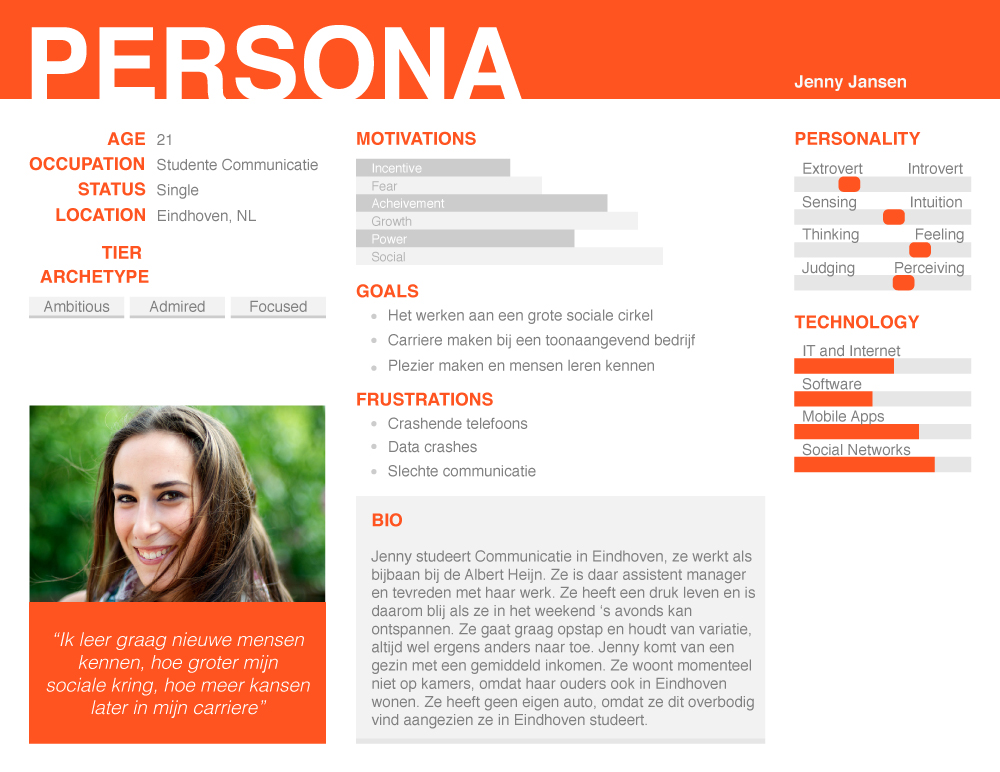 PERSONA
Jenny Jansen
AGE 21
OCCUPATION Studente Communicatie
STATUS Single
LOCATION Eindhoven, NL
TIER
ARCHETYPE
Ambitious Admired Focused
“Ik leer graag nieuwe mensen
kennen, hoe groter mijn
sociale kring, hoe meer kansen
later in mijn carriere”
MOTIVATIONS
Incentive
Fear
Acheivement
Growth
Power
Social
GOALS
Het werken aan een grote sociale cirkel
Carriere maken bij een toonaangevend bedrijf
Plezier maken en mensen leren kennen
FRUSTRATIONS
Crashende telefoons
Data crashes
Slechte communicatie
BIO
Jenny studeert Communicatie in Eindhoven, ze werkt als
bijbaan bij de Albert Heijn. Ze is daar assistent manager
en tevreden met haar werk. Ze heeft een druk leven en is
daarom blij als ze in het weekend ‘s avonds kan
ontspannen. Ze gaat graag opstap en houdt van variatie,
altijd wel ergens anders naar toe. Jenny komt van een
gezin met een gemiddeld inkomen. Ze woont momenteel
niet op kamers, omdat haar ouders ook in Eindhoven
wonen. Ze heeft geen eigen auto, omdat ze dit overbodig
vind aangezien ze in Eindhoven studeert.
PERSONALITY
Extrovert Introvert
Sensing Intuition
Thinking Feeling
Judging Perceiving
TECHNOLOGY
IT and Internet
Software
Mobile Apps
Social Networks